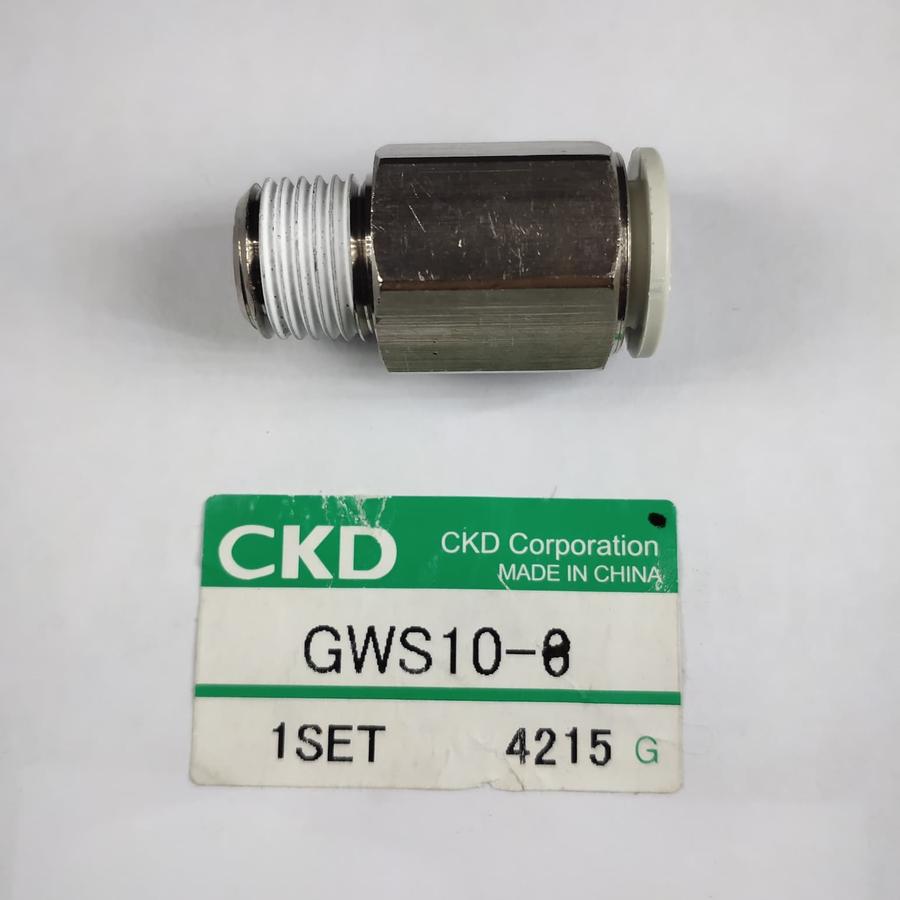 CKD
CKD Corporation
MADE IN CHINA
GWS10-8
1SET 4215 G